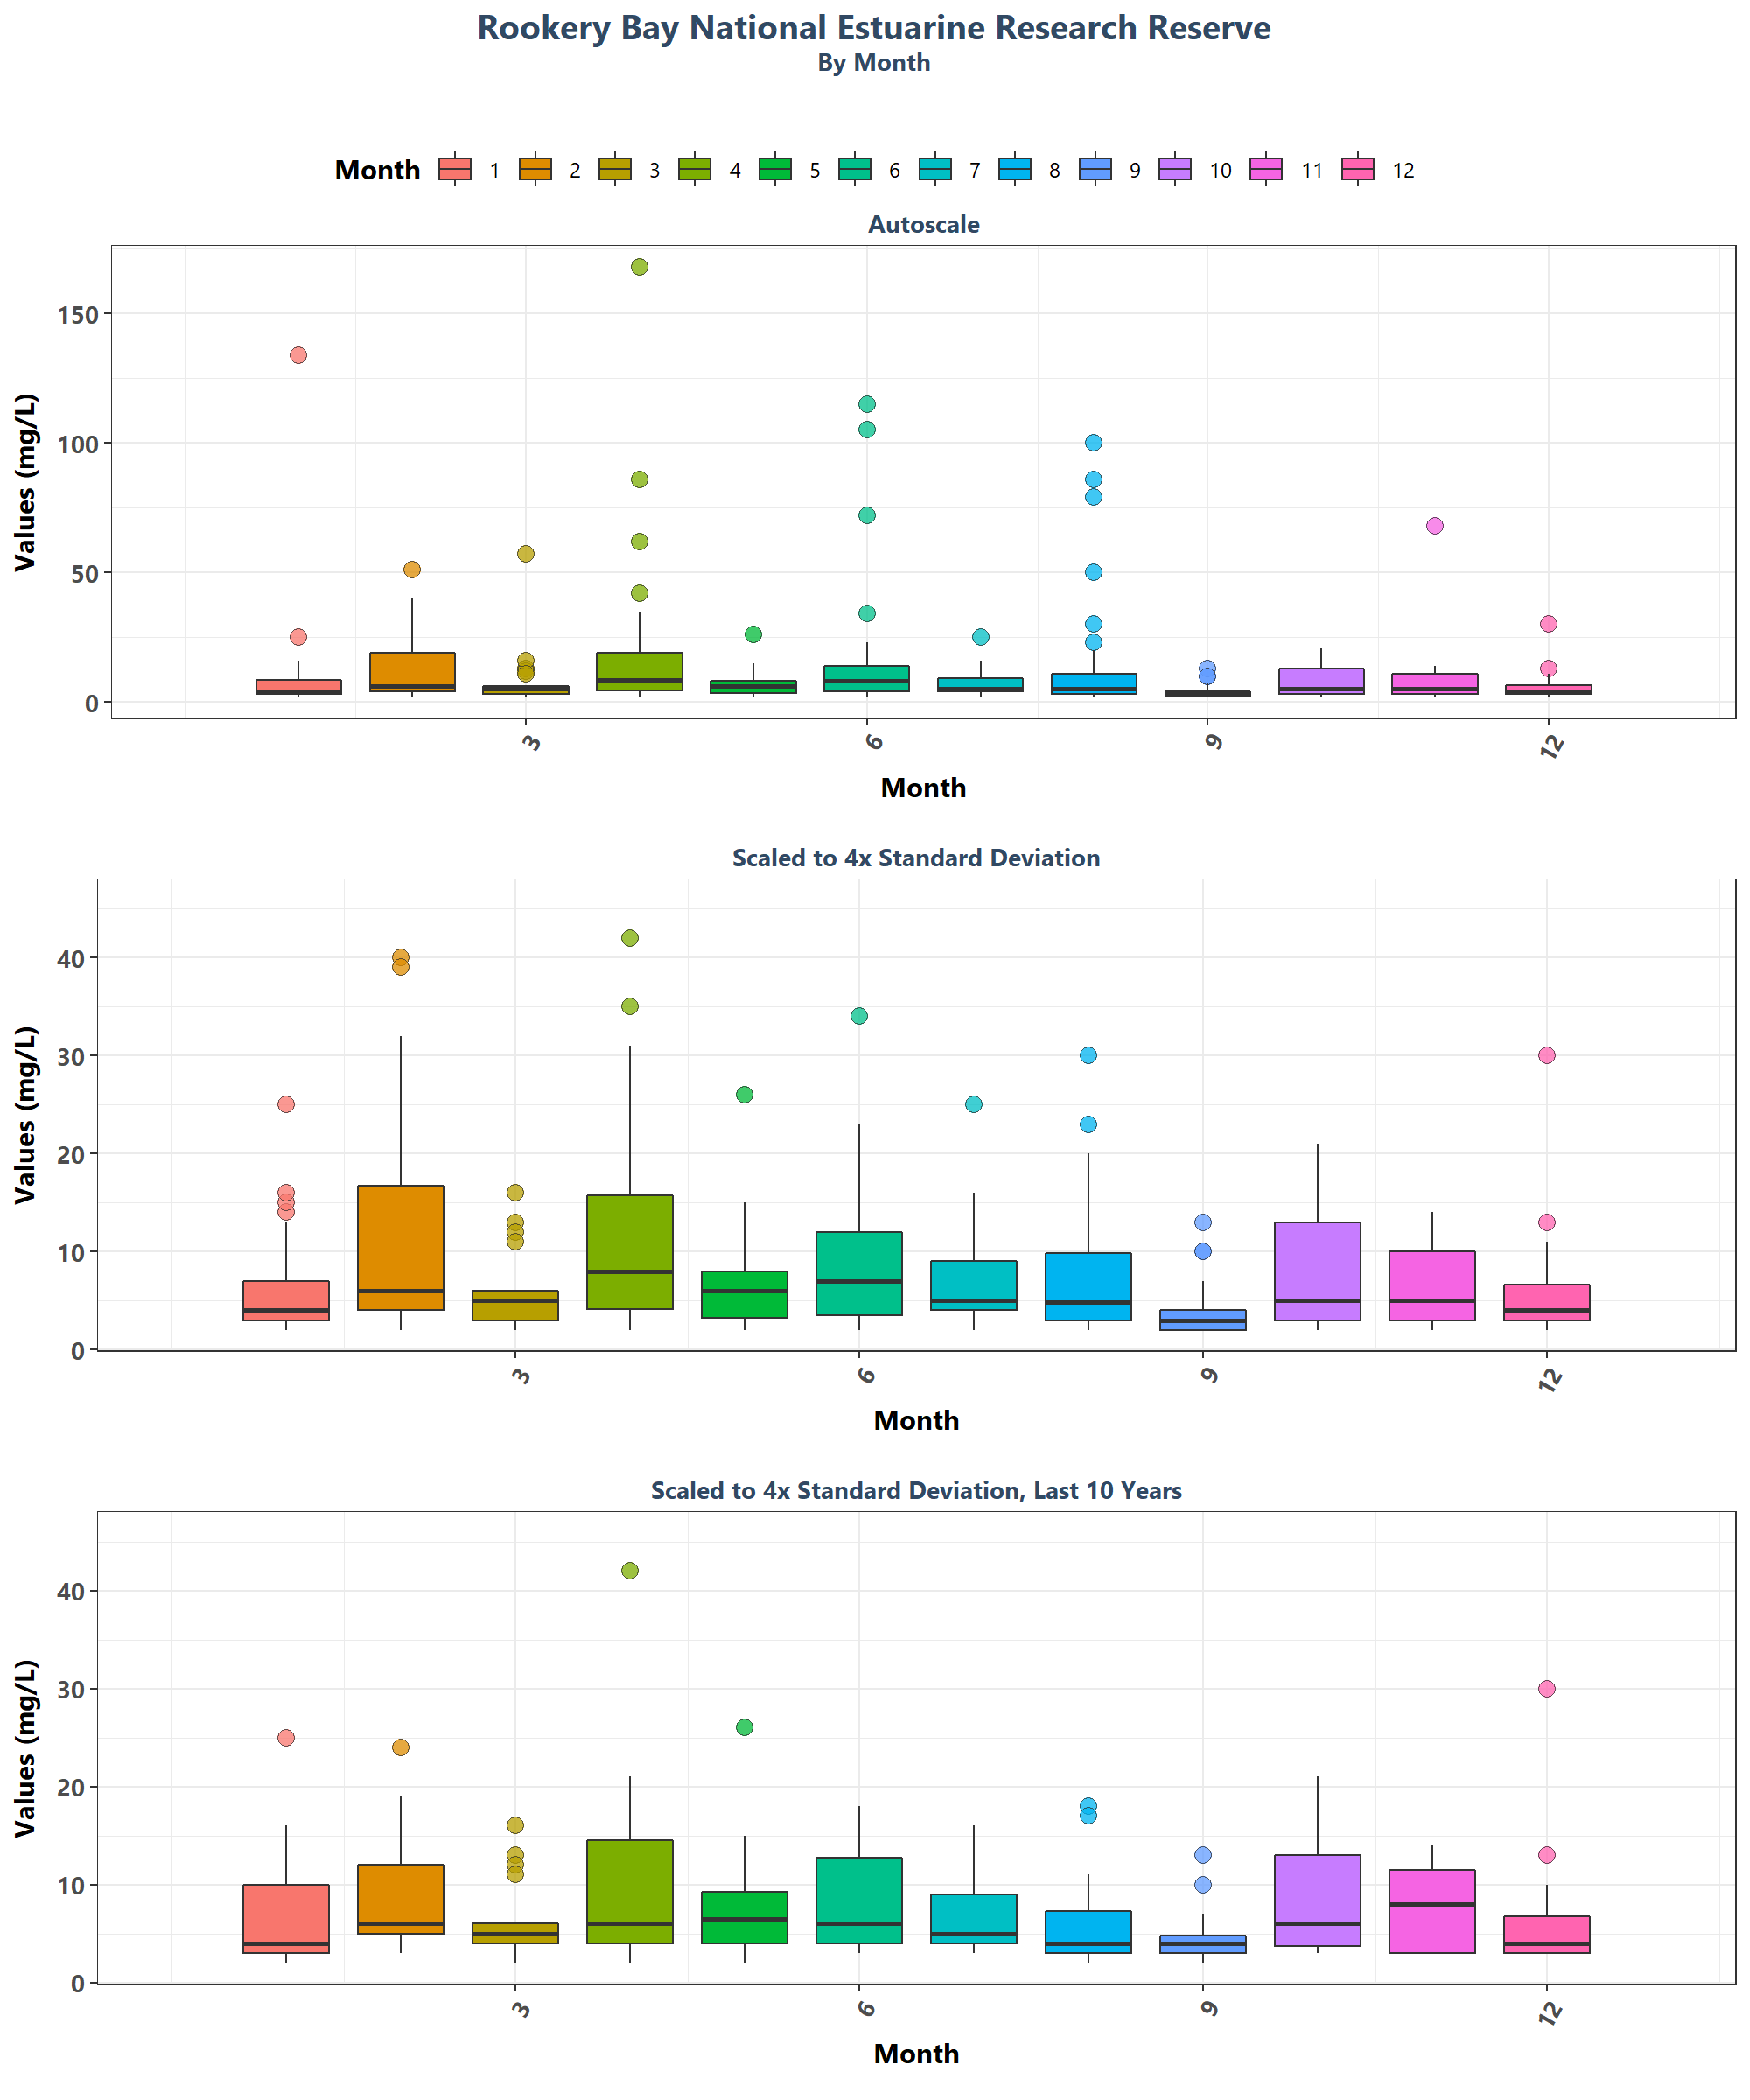 Rookery Bay National Estuarine Research Reserve
By Month
Month 1 2 3 4 5 6 7 8 9 10 11 12
Autoscale
Values (mg/L)
150
100
50
0
3 6 9 12
Month
Scaled to 4x Standard Deviation
Values (mg/L)
40
30
20
10
0
3 6 9 12
Month
Scaled to 4x Standard Deviation, Last 10 Years
Values (mg/L)
40
30
20
10
0
3 6 9 12
Month